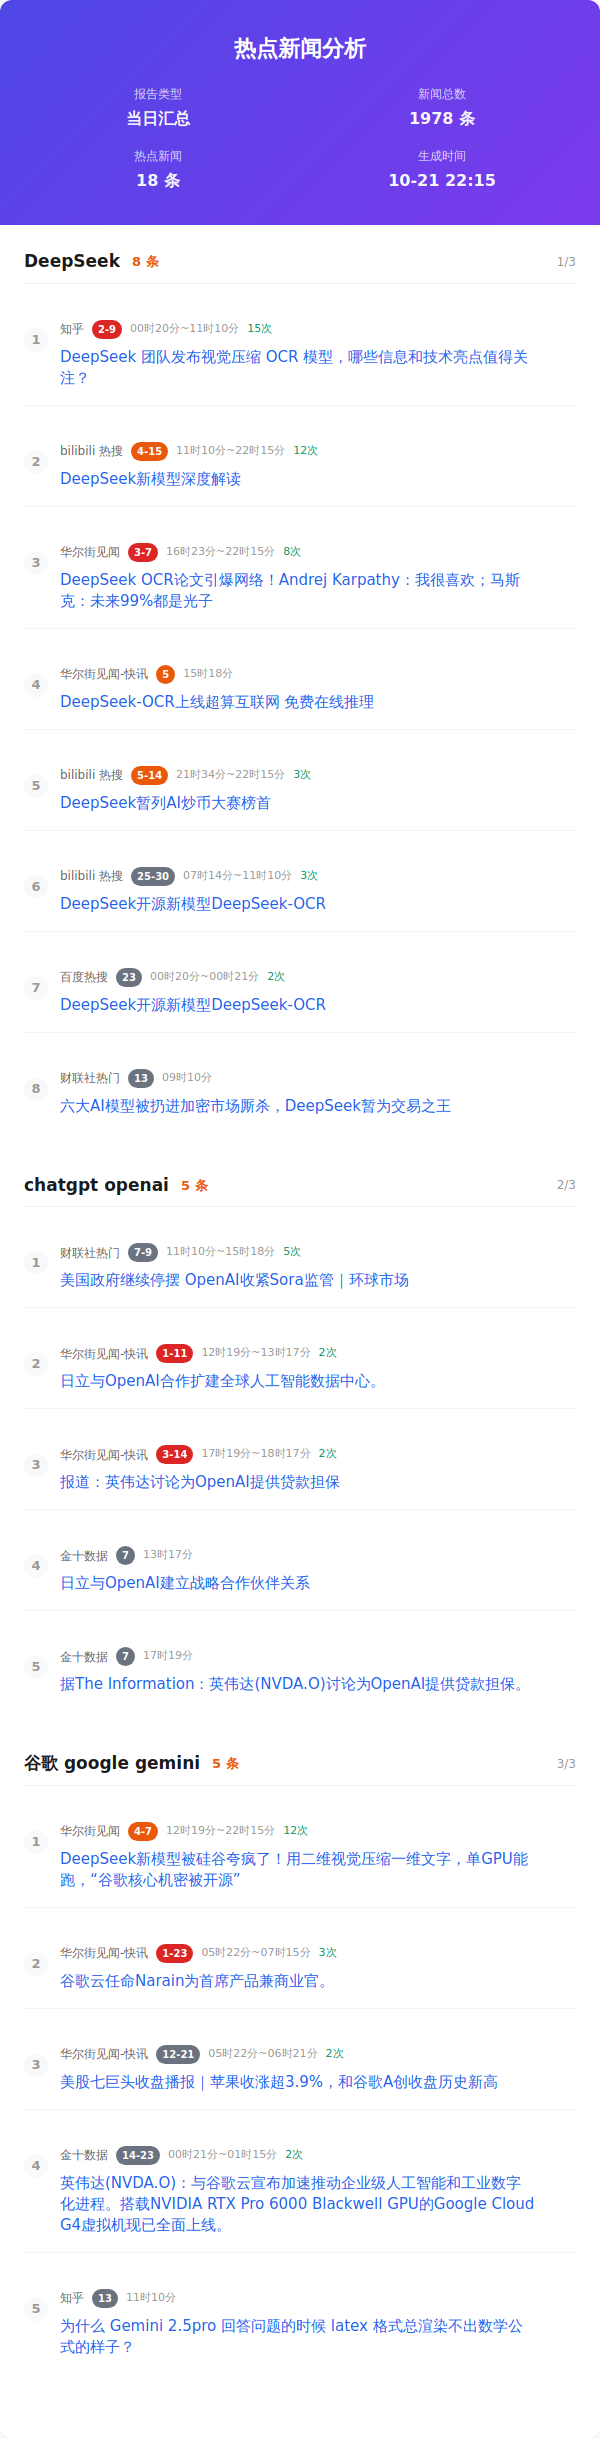 热点新闻分析
报告类型
当日汇总
新闻总数
1978 条
热点新闻
18 条
生成时间
10-21 22:15
DeepSeek 8 条 1/3
1
知乎 2-9 00时20分~11时10分 15次
DeepSeek 团队发布视觉压缩 OCR 模型，哪些信息和技术亮点值得关
注？
2
bilibili 热搜 4-15 11时10分~22时15分 12次
DeepSeek新模型深度解读
3
华尔街见闻 3-7 16时23分~22时15分 8次
DeepSeek OCR论文引爆网络！Andrej Karpathy：我很喜欢；马斯
克：未来99%都是光子
4
华尔街见闻-快讯 5 15时18分
DeepSeek-OCR上线超算互联网 免费在线推理
5
bilibili 热搜 5-14 21时34分~22时15分 3次
DeepSeek暂列AI炒币大赛榜首
6
bilibili 热搜 25-30 07时14分~11时10分 3次
DeepSeek开源新模型DeepSeek-OCR
7
百度热搜 23 00时20分~00时21分 2次
DeepSeek开源新模型DeepSeek-OCR
8
财联社热门 13 09时10分
六大AI模型被扔进加密市场厮杀，DeepSeek暂为交易之王
chatgpt openai 5 条 2/3
1
财联社热门 7-9 11时10分~15时18分 5次
美国政府继续停摆 OpenAI收紧Sora监管｜环球市场
2
华尔街见闻-快讯 1-11 12时19分~13时17分 2次
日立与OpenAI合作扩建全球人工智能数据中心。
3
华尔街见闻-快讯 3-14 17时19分~18时17分 2次
报道：英伟达讨论为OpenAI提供贷款担保
4
金十数据 7 13时17分
日立与OpenAI建立战略合作伙伴关系
5
金十数据 7 17时19分
据The Information：英伟达(NVDA.O)讨论为OpenAI提供贷款担保。
谷歌 google gemini 5 条 3/3
1
华尔街见闻 4-7 12时19分~22时15分 12次
DeepSeek新模型被硅谷夸疯了！用二维视觉压缩一维文字，单GPU能
跑，“谷歌核心机密被开源”
2
华尔街见闻-快讯 1-23 05时22分~07时15分 3次
谷歌云任命Narain为首席产品兼商业官。
3
华尔街见闻-快讯 12-21 05时22分~06时21分 2次
美股七巨头收盘播报｜苹果收涨超3.9%，和谷歌A创收盘历史新高
4
金十数据 14-23 00时21分~01时15分 2次
英伟达(NVDA.O)：与谷歌云宣布加速推动企业级人工智能和工业数字
化进程。搭载NVIDIA RTX Pro 6000 Blackwell GPU的Google Cloud
G4虚拟机现已全面上线。
5
知乎 13 11时10分
为什么 Gemini 2.5pro 回答问题的时候 latex 格式总渲染不出数学公
式的样子？